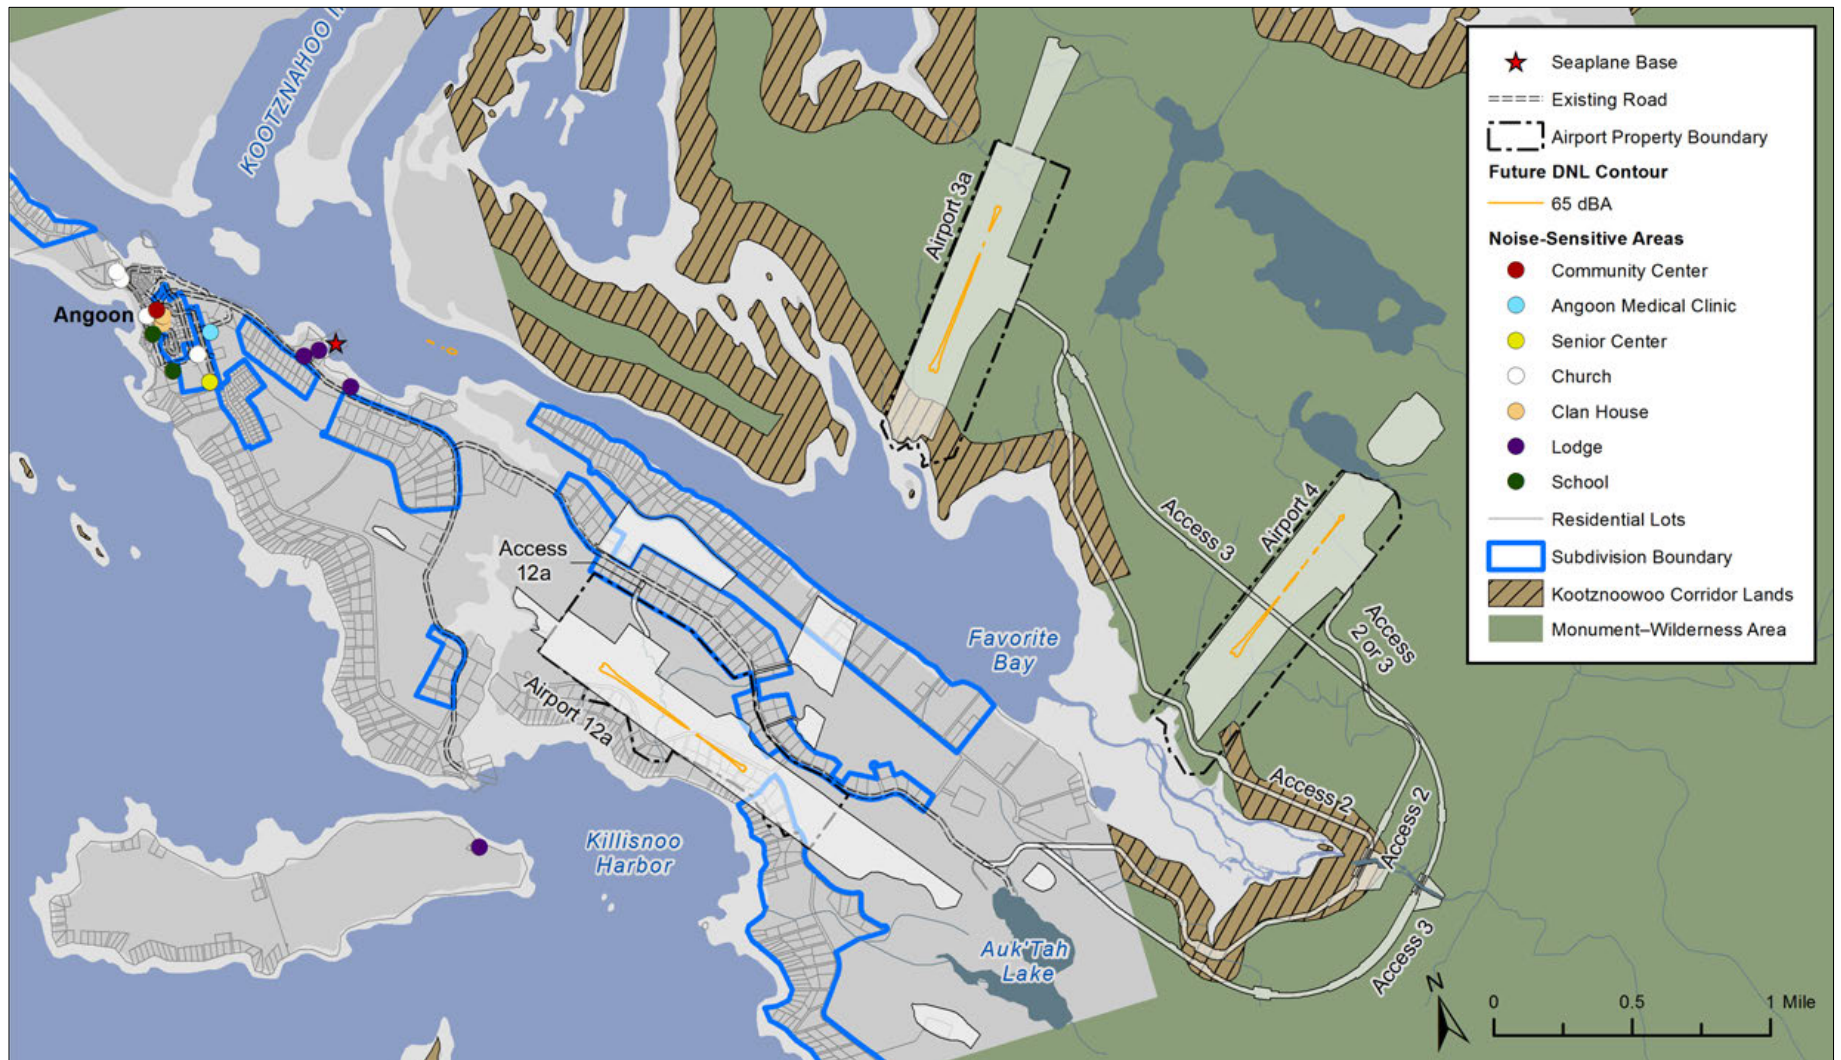 KOOTZNAHOO
Angoon
Airport 3a
Access 3
Airport 4
Access
2 or 3
Access
12a
Favorite
Bay
Airport 12a
Access 2
Access 2
Killisnoo
Harbor
Auk'Tah
Lake
Access 3
Seaplane Base
Existing Road
Airport Property Boundary
Future DNL Contour
65 dBA
Noise-Sensitive Areas
Community Center
Angoon Medical Clinic
Senior Center
Church
Clan House
Lodge
School
Residential Lots
Subdivision Boundary
Kootznoowoo Corridor Lands
Monument–Wilderness Area
N
0 0.5 1 Mile